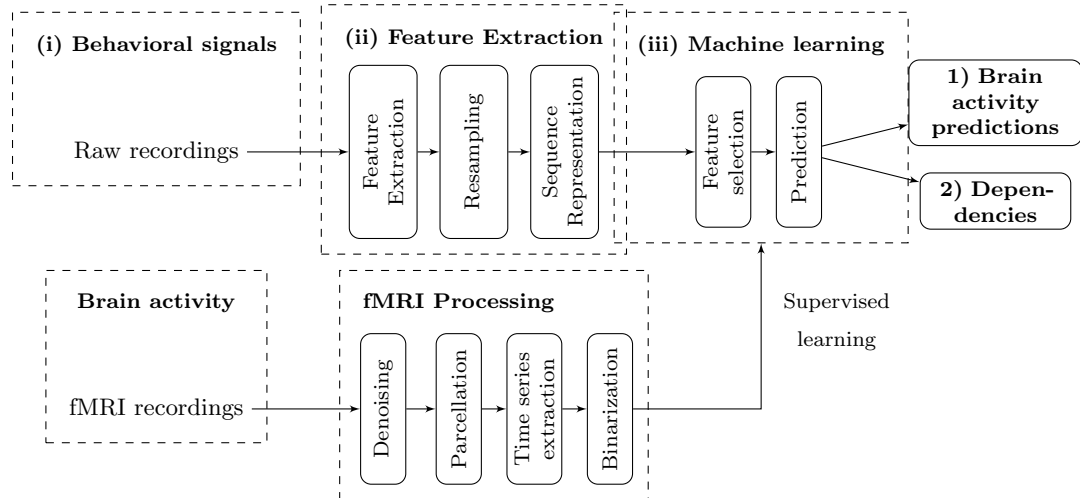 (i) Behavioral signals
Raw recordings
(ii) Feature Extraction
Feature
Extraction
Resampling
Sequence
Representation
(iii) Machine learning
Feature
selection
Prediction
1) Brain
activity
predictions
2) Depen-
dencies
Brain activity
fMRI recordings
fMRI Processing
Denoising
Parcellation
Time series
extraction
Binarization
Supervised
learning